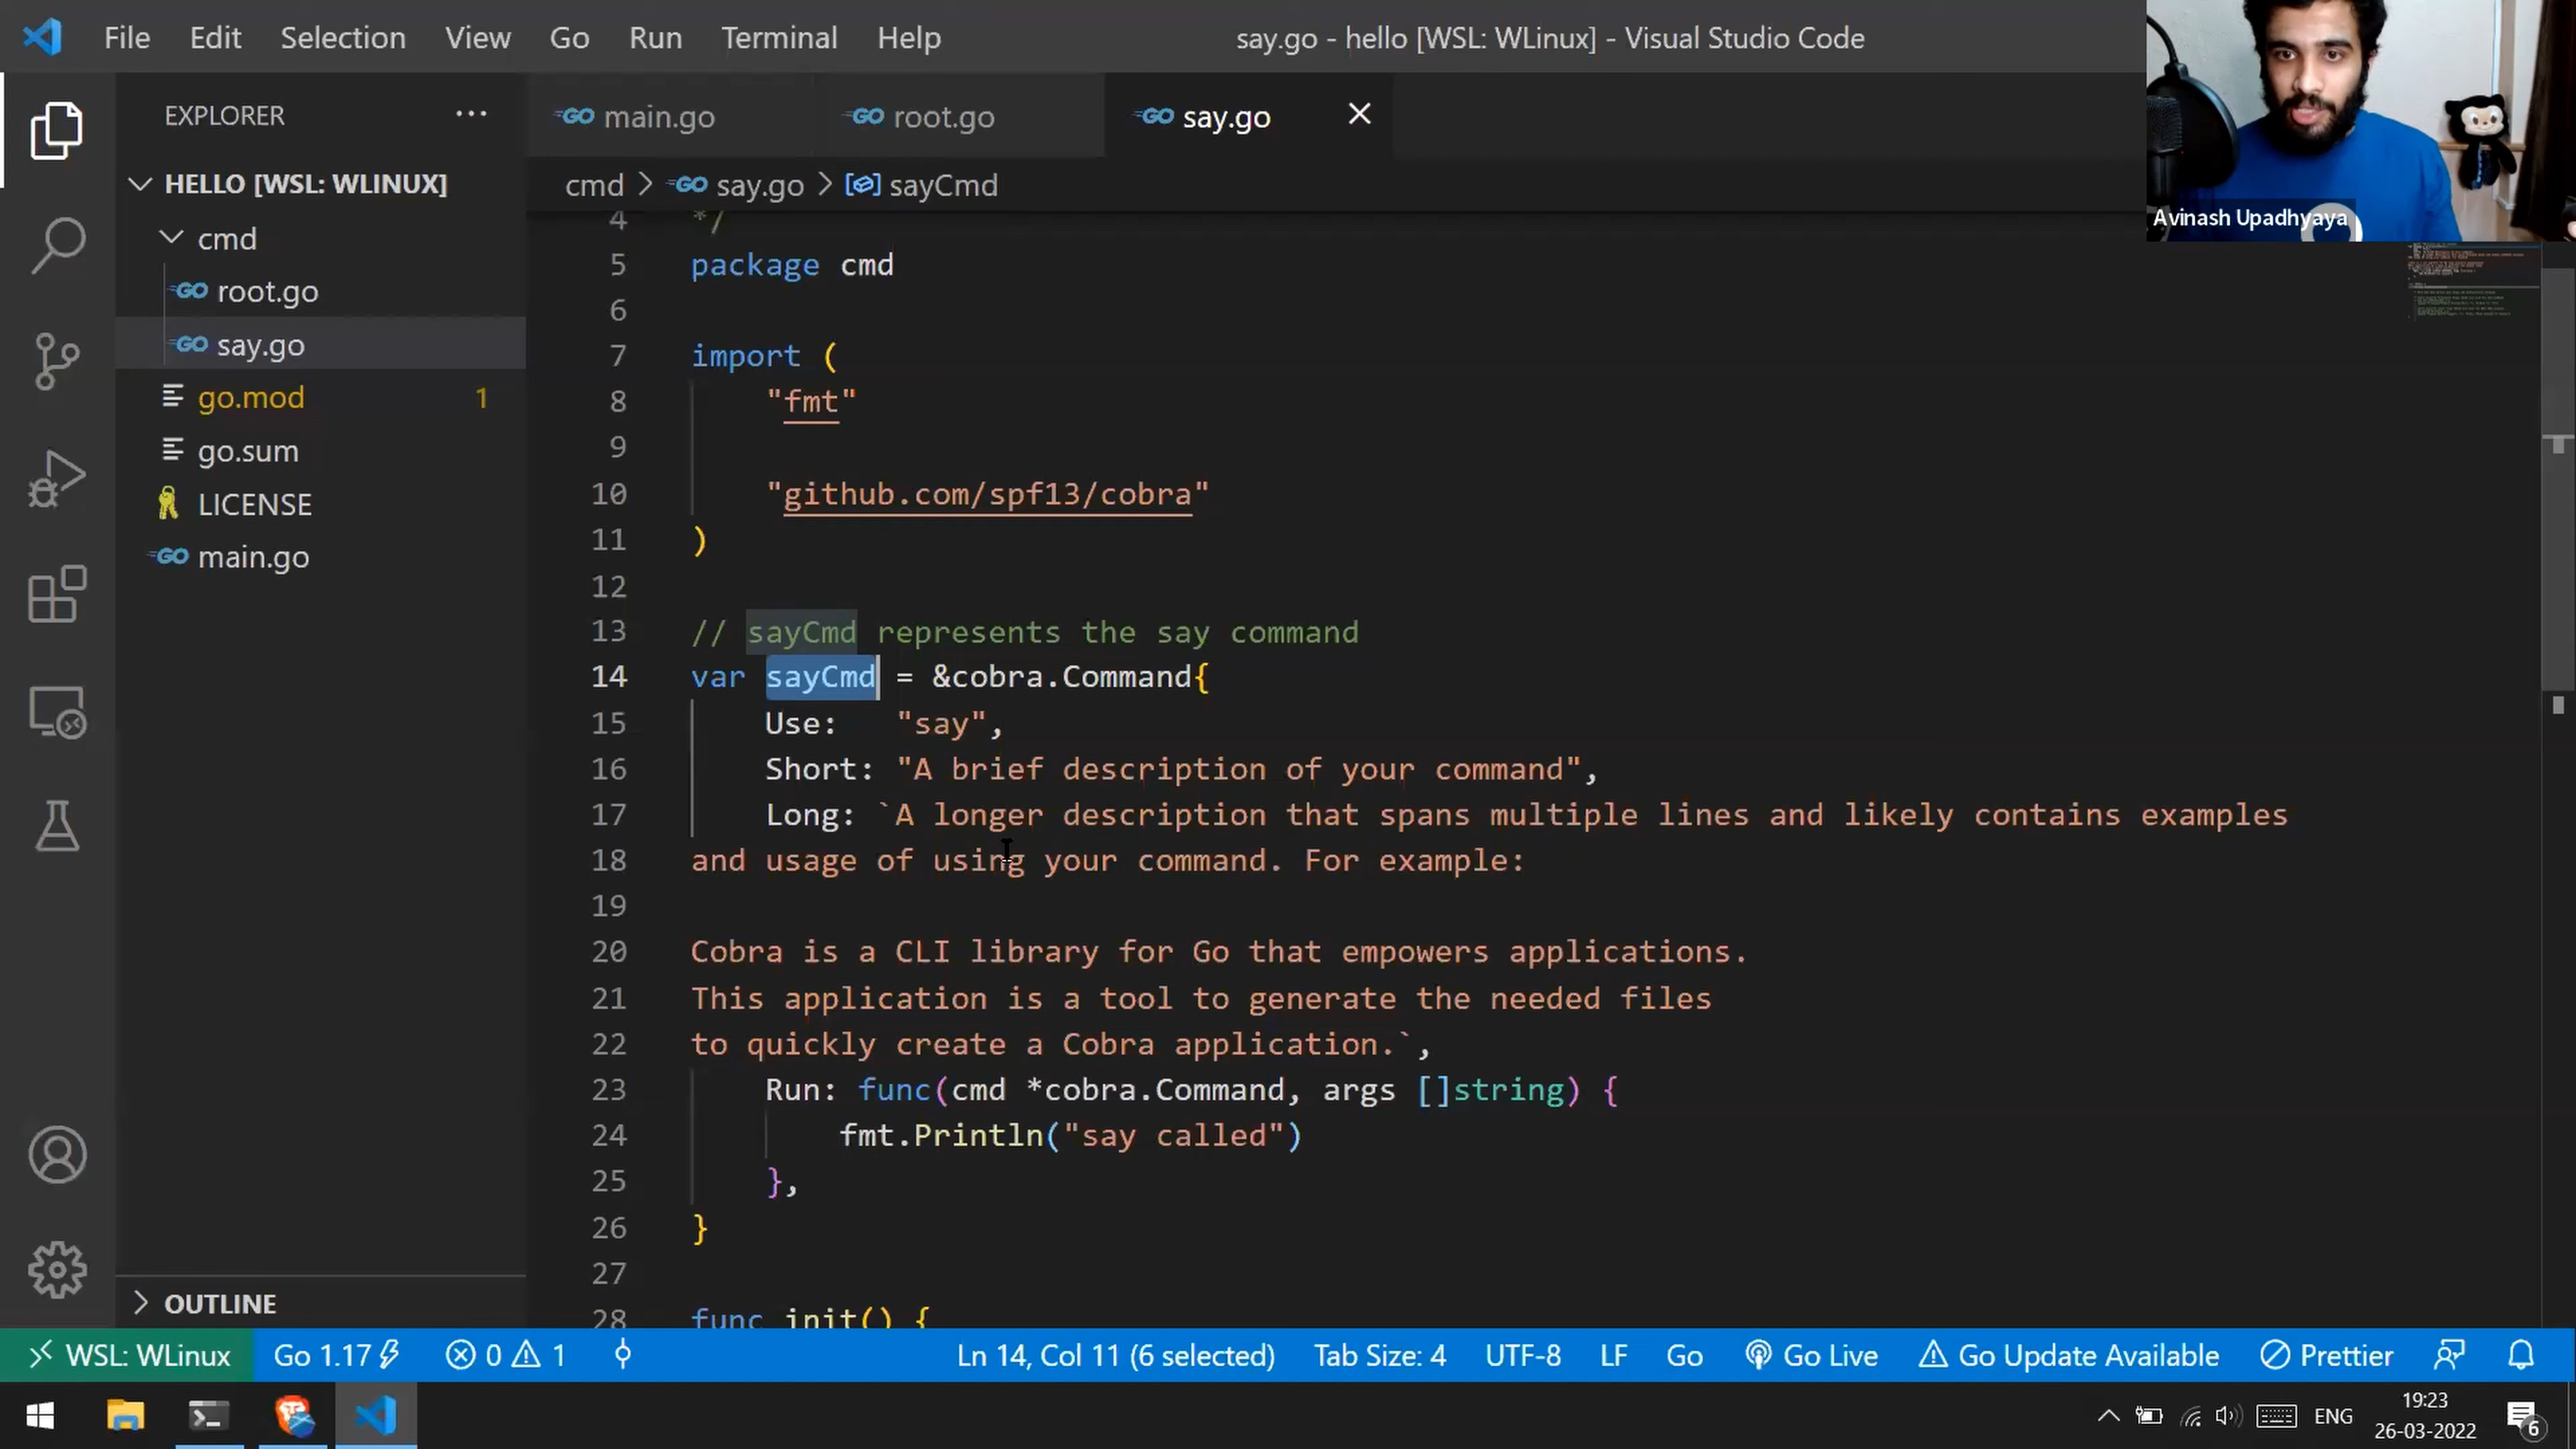 File Edit Selection View Go Run Terminal Help
say.go - hello [WSL: WLinux] - Visual Studio Code
EXPLORER
HELLO [WSL: WLINUX]
cmd
root.go
say.go
go.mod 1
go.sum
LICENSE
main.go
OUTLINE
main.go root.go say.go
cmd > say.go > sayCmd
Avinash Upadhyaya
4 */
5 package cmd
6
7 import (
8 "fmt"
9
10 "github.com/spf13/cobra"
11 )
12
13 // sayCmd represents the say command
14 var sayCmd = &cobra.Command{
15 Use: "say",
16 Short: "A brief description of your command",
17 Long: `A longer description that spans multiple lines and likely contains examples
18 and usage of using your command. For example:
19
20 Cobra is a CLI library for Go that empowers applications.
21 This application is a tool to generate the needed files
22 to quickly create a Cobra application.`,
23 Run: func(cmd *cobra.Command, args []string) {
24 fmt.Println("say called")
25 },
26 }
27
28 func init() {
WSL: WLinux Go 1.17 0 1 Ln 14, Col 11 (6 selected) Tab Size: 4 UTF-8 LF Go Go Live Go Update Available Prettier
ENG 19:23
26-03-2022 6